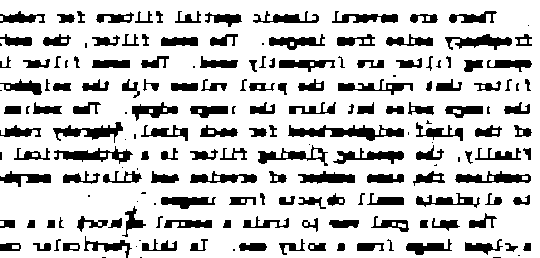 There are several classic spatial filters for
frequency noise from images. The mean filter, the
opening filter are frequently used. The mean filter
filter that replaces the pixel values with the
the image noise but blurs the image edges. The median
of the pixel neighborhood for each pixel, thereby
Finally, the opening closing filter is a mathematical
combines the same number of erosion and dilation
to eliminate small objects from images.
The main goal was to train a neural network in a
a clean image from a noisy one. In this particular